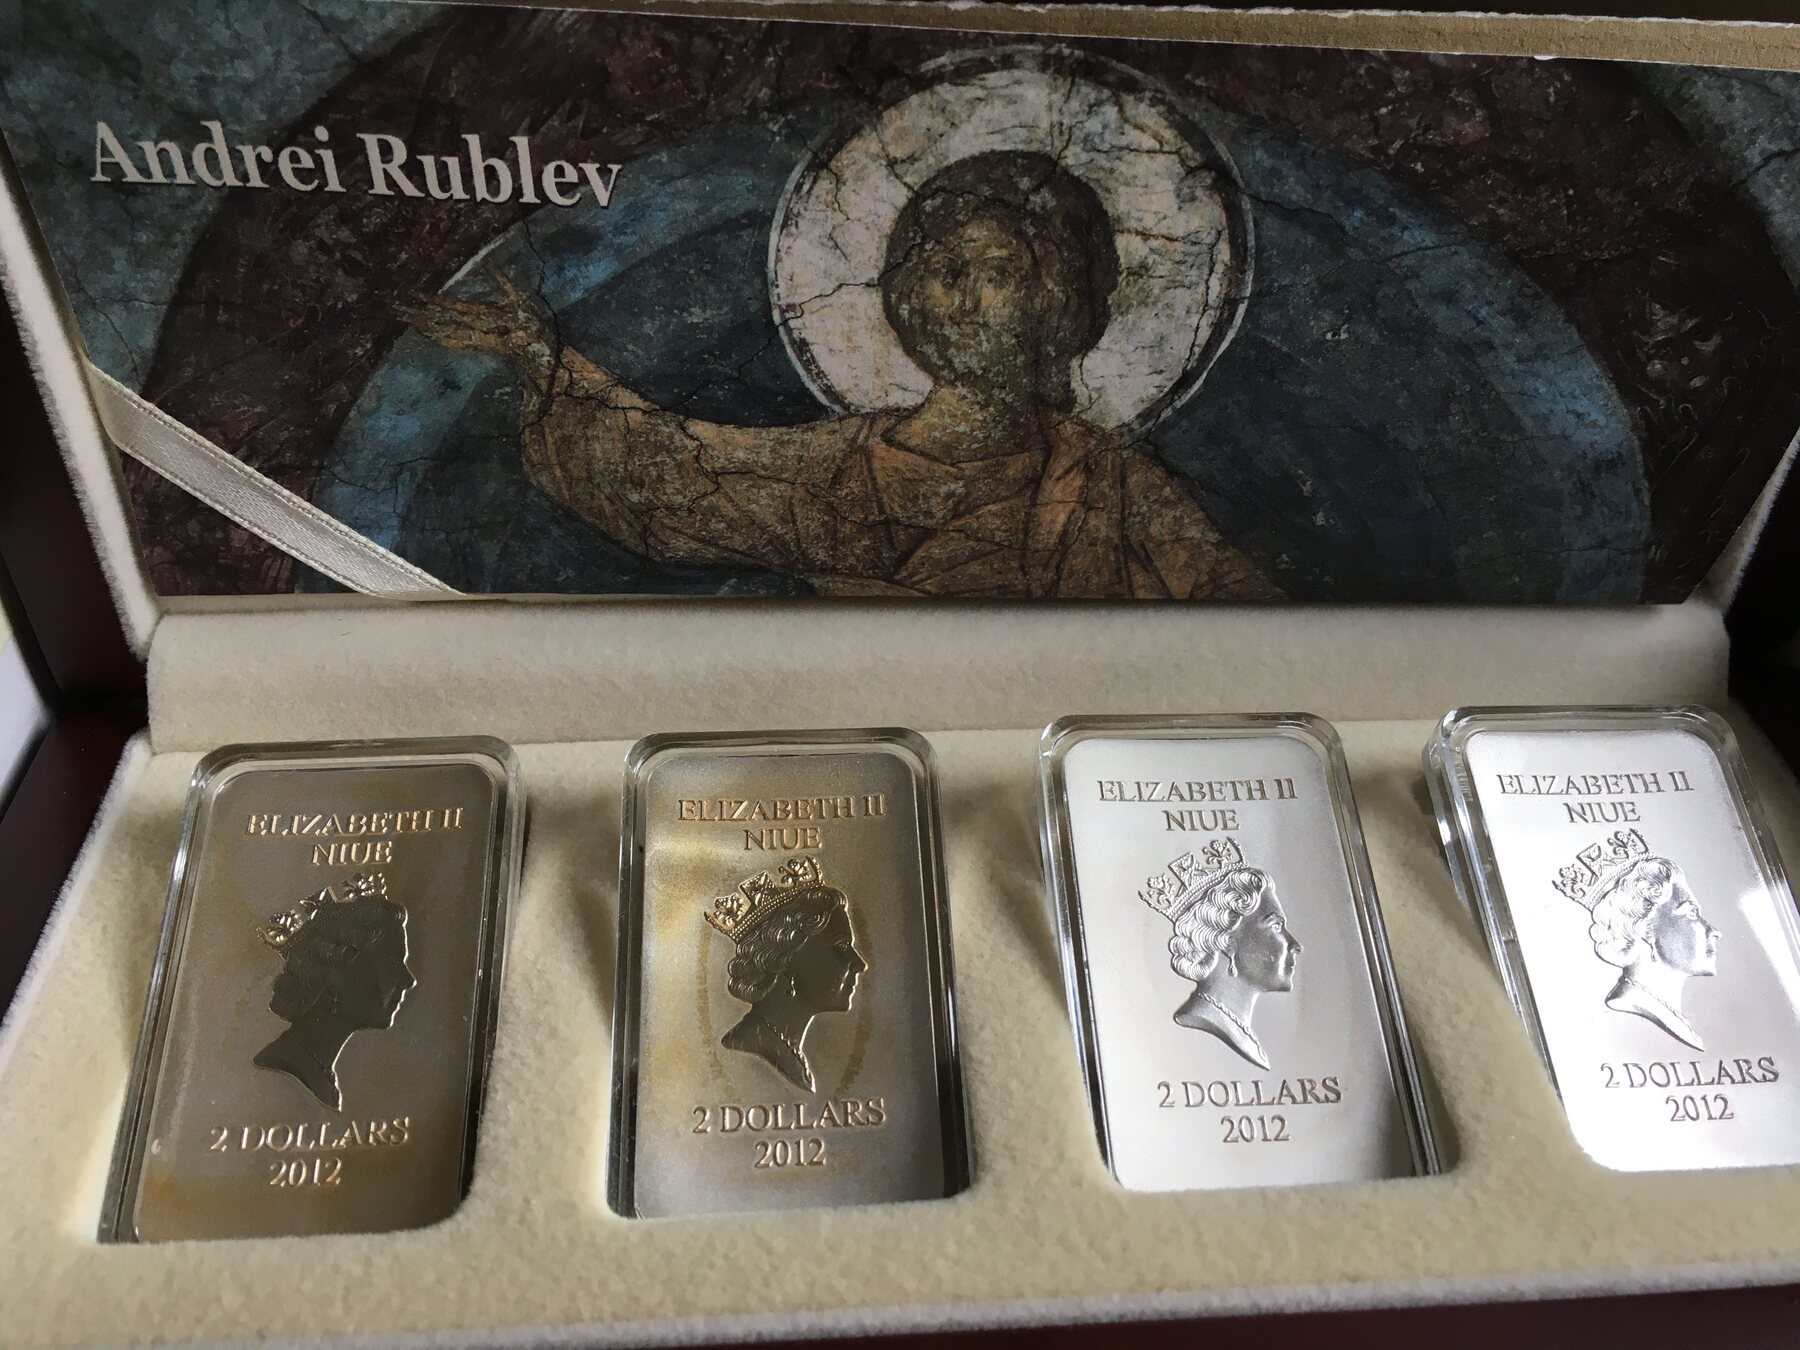 Andrei Rublev
ELIZABETH II
NIUE
2 DOLLARS
2012
ELIZABETH II
NIUE
2 DOLLARS
2012
ELIZABETH II
NIUE
2 DOLLARS
2012
ELIZABETH II
NIUE
2 DOLLARS
2012